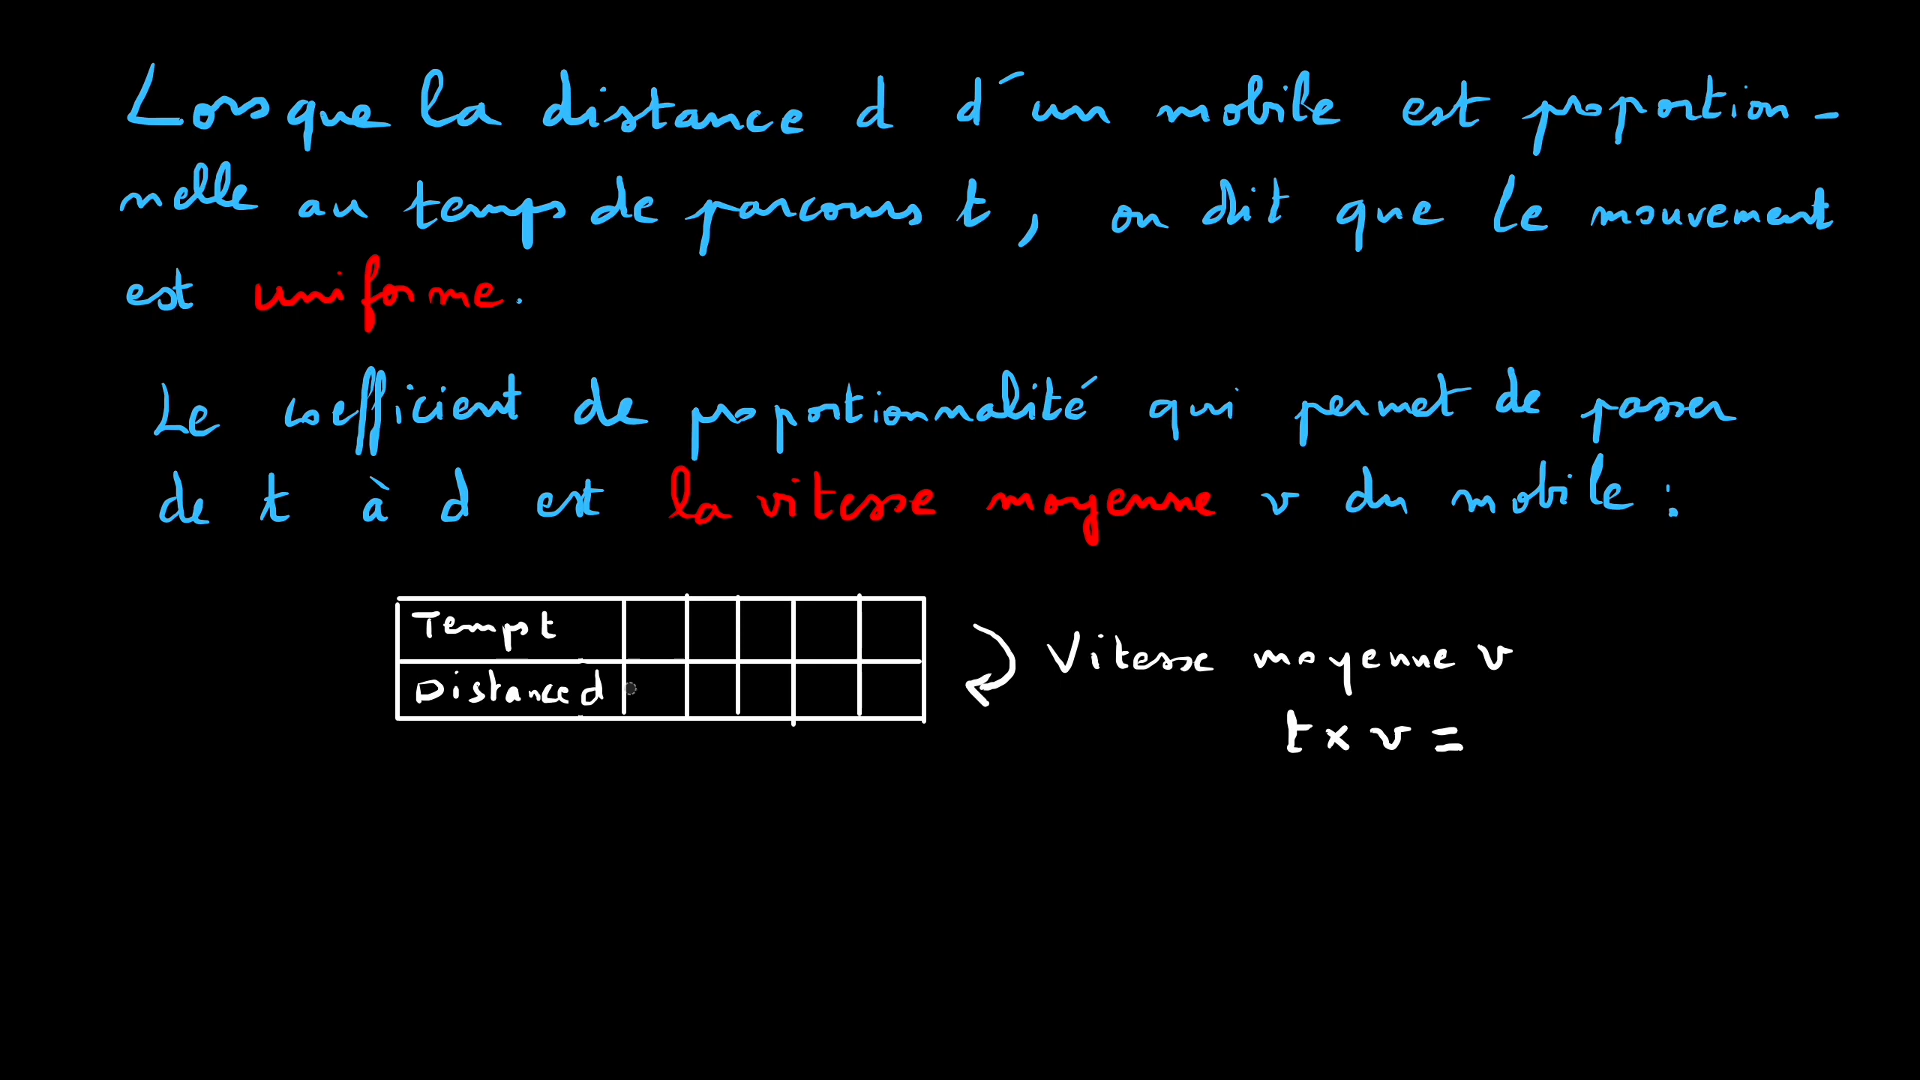 Lorsque la distance d d'un mobile est proportion-
nelle au temps de parcours t, on dit que le mouvement
est uniforme.
Le coefficient de proportionnalité qui permet de passer
de t à d est la vitesse moyenne v du mobile :
Temps t
Distance d
Vitesse moyenne v
t x v =